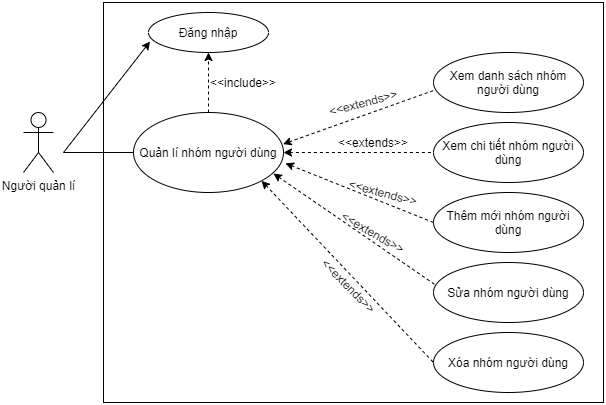 Đăng nhập
<<include>>
Người quản lí
Quản lí nhóm người dùng
<<extends>>
Xem danh sách nhóm
người dùng
<<extends>>
Xem chi tiết nhóm người
dùng
<<extends>>
Thêm mới nhóm người
dùng
<<extends>>
Sửa nhóm người dùng
<<extends>>
Xóa nhóm người dùng